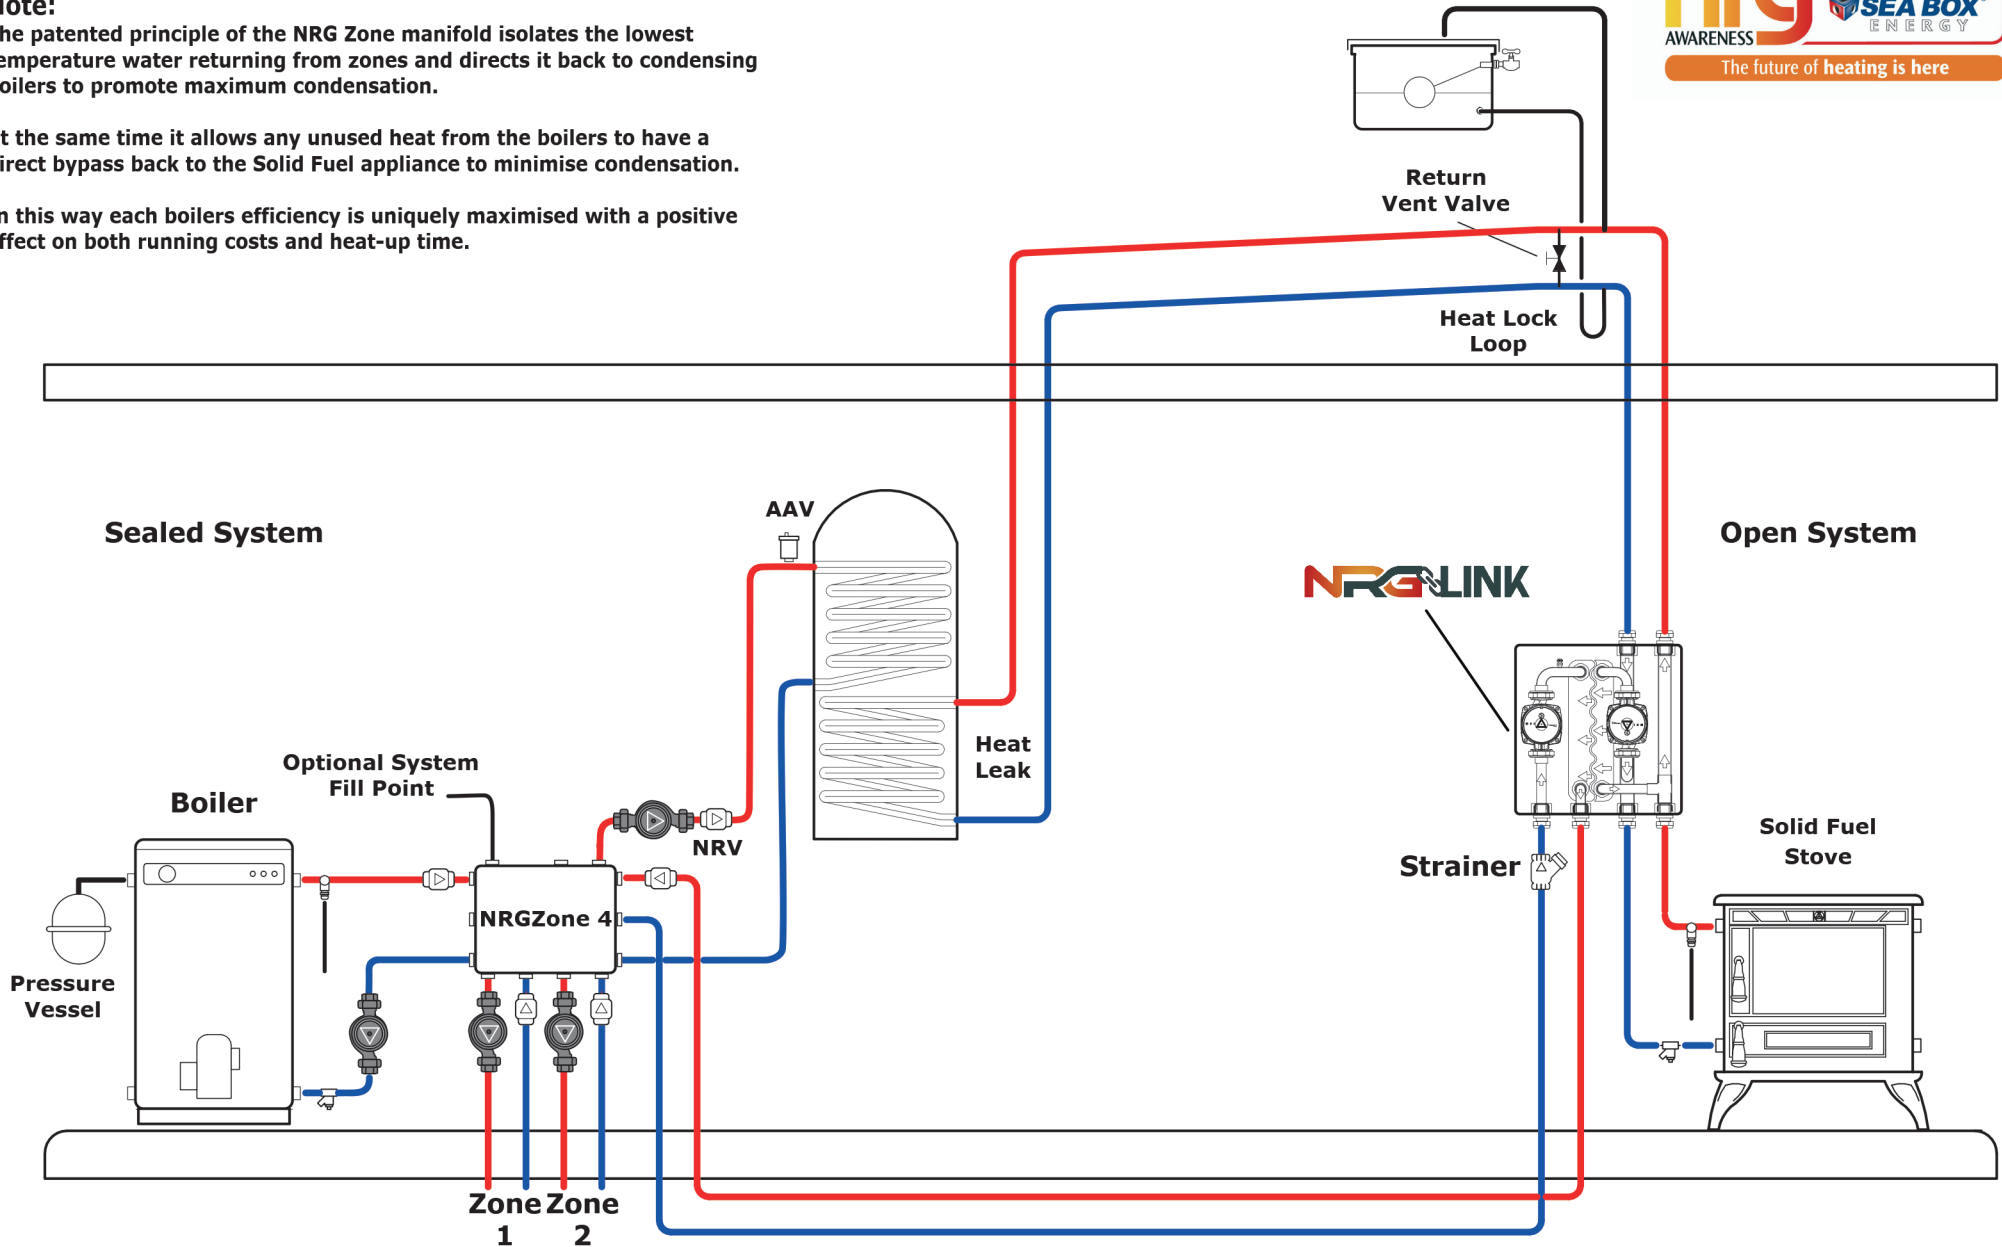 ote:
he patented principle of the NRG Zone manifold isolates the lowest
emperature water returning from zones and directs it back to condensing
oilers to promote maximum condensation.
t the same time it allows any unused heat from the boilers to have a
irect bypass back to the Solid Fuel appliance to minimise condensation.
n this way each boilers efficiency is uniquely maximised with a positive
ffect on both running costs and heat-up time.
nrg
AWARENESS
SEA BOX
ENERGY
The future of heating is here
Return
Vent Valve
Heat Lock
Loop
Sealed System
AAV
Open System
NRG LINK
Heat
Leak
Optional System
Fill Point
Boiler
NRV
Solid Fuel
Stove
Strainer
NRGZone 4
Pressure
Vessel
Zone Zone
1 2